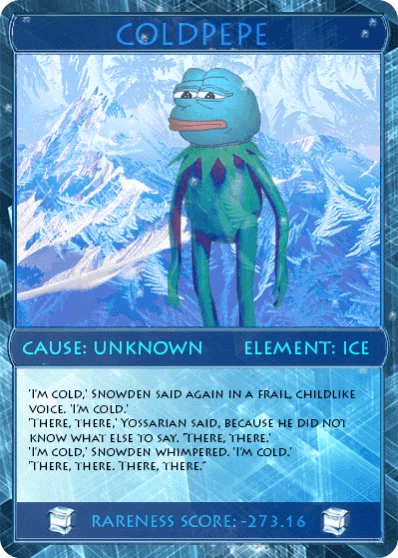 COLDPEPE
CAUSE: UNKNOWN ELEMENT: ICE
'I'M COLD,' SNOWDEN SAID AGAIN IN A FRAIL, CHILDLIKE
VOICE. 'I'M COLD.'
'THERE, THERE,' YOSSARIAN SAID, BECAUSE HE DID NOT
KNOW WHAT ELSE TO SAY. 'THERE, THERE.'
'I'M COLD,' SNOWDEN WHIMPERED. 'I'M COLD.'
'THERE, THERE. THERE, THERE.'
RARENESS SCORE: -273.16